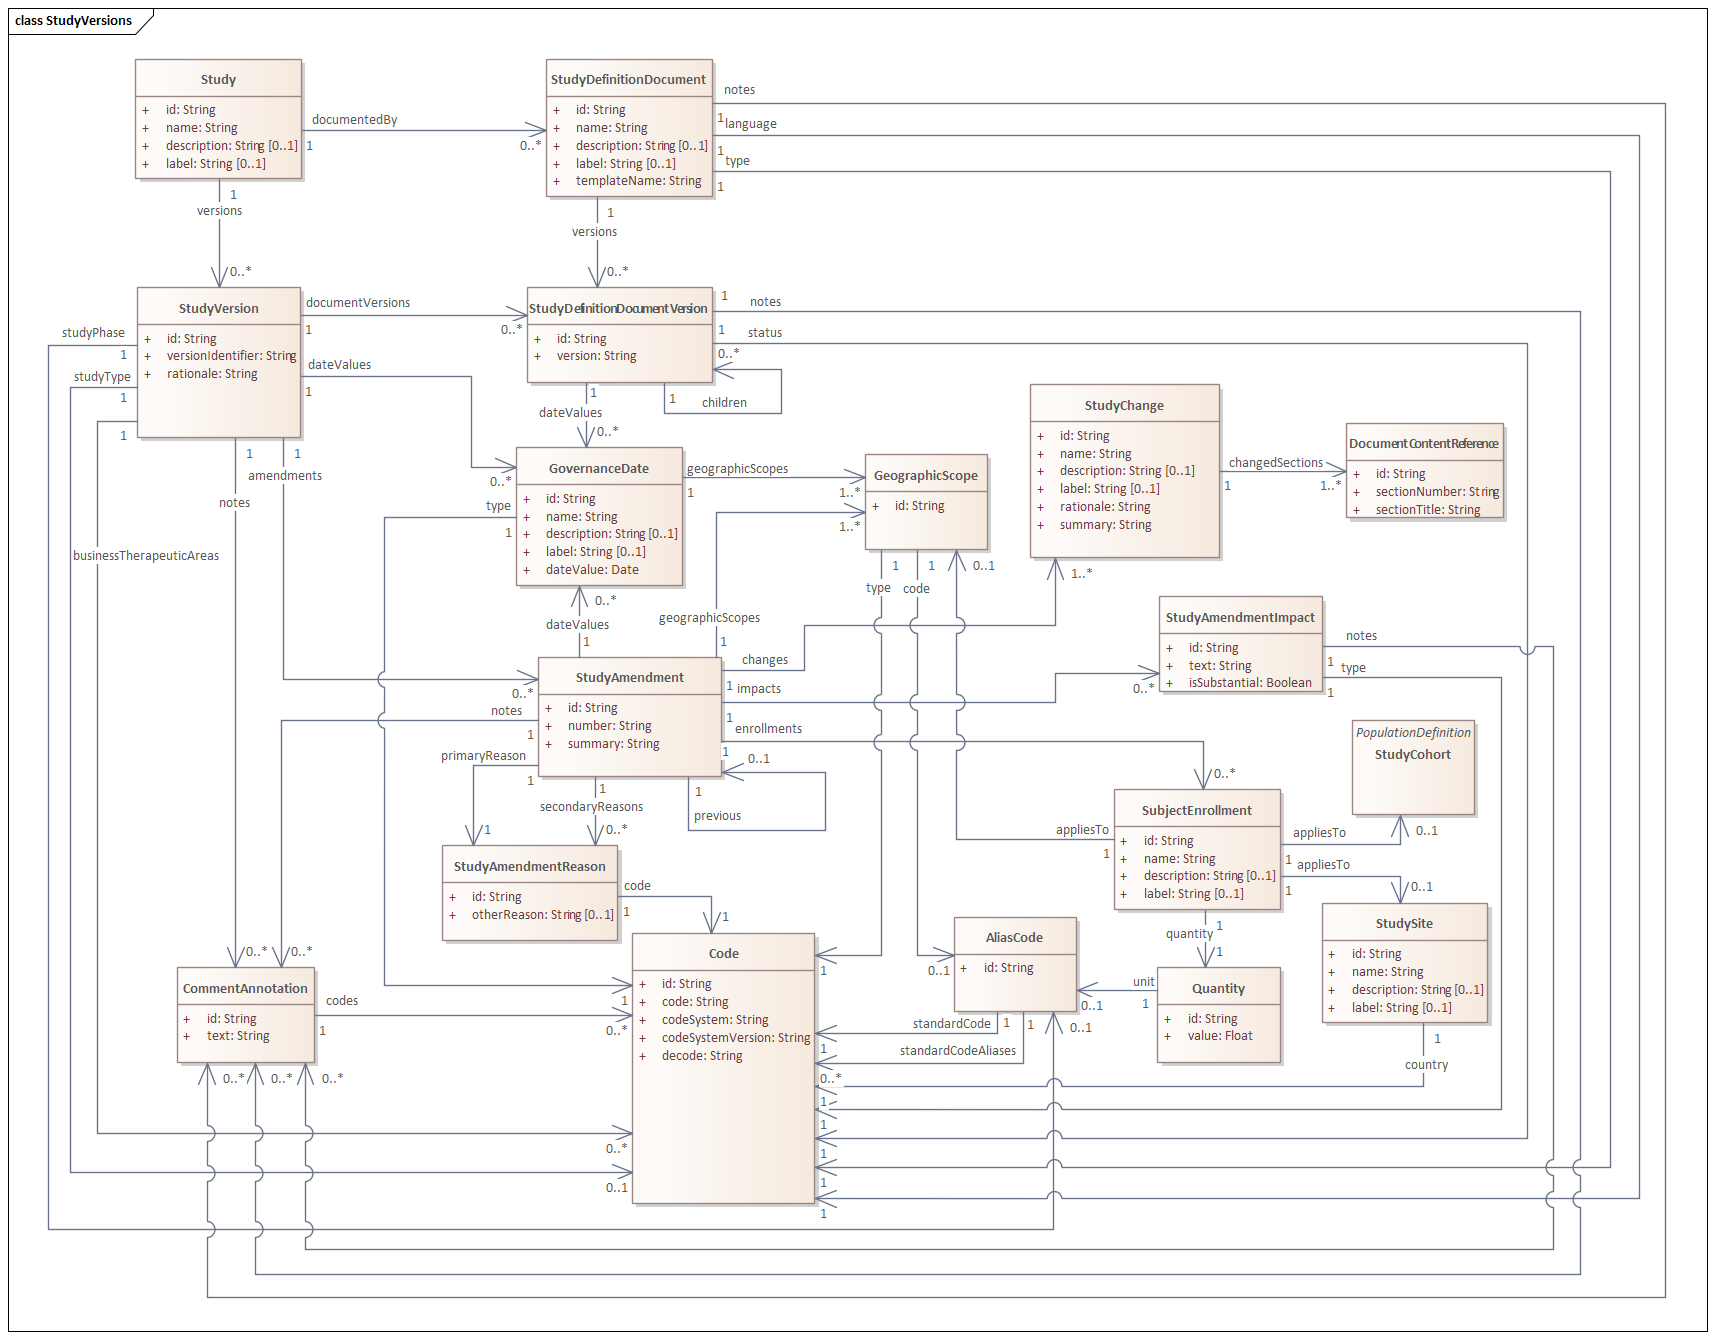 class StudyVersions
Study
+ id: String
+ name: String
+ description: String [0..1]
+ label: String [0..1]
documentedBy
1
0..*
StudyDefinitionDocument
+ id: String
+ name: String
+ description: String [0..1]
+ label: String [0..1]
+ templateName: String
notes
1
language
1
type
1
1
versions
0..*
1
versions
0..*
StudyVersion
+ id: String
+ versionIdentifier: String
+ rationale: String
studyPhase
1
studyType
1
1
businessTherapeuticAreas
documentVersions
1
0..*
dateValues
1
0..*
1
notes
1
amendments
StudyDefinitionDocumentVersion
+ id: String
+ version: String
1
notes
1
status
0..*
1
children
1
dateValues
0..*
GovernanceDate
+ id: String
+ name: String
+ description: String [0..1]
+ label: String [0..1]
+ dateValue: Date
type
1
geographicScopes
1
1..*
GeographicScope
+ id: String
1..*
1
type
1
code
0..1
StudyChange
+ id: String
+ name: String
+ description: String [0..1]
+ label: String [0..1]
+ rationale: String
+ summary: String
changedSections
1
1..*
DocumentContentReference
+ id: String
+ sectionNumber: String
+ sectionTitle: String
1..*
0..*
dateValues
1
geographicScopes
1
StudyAmendment
+ id: String
+ number: String
+ summary: String
0..*
notes
1
primaryReason
1
1
secondaryReasons
changes
1
impacts
1
enrollments
1
0..1
1
previous
StudyAmendmentImpact
+ id: String
+ text: String
+ isSubstantial: Boolean
0..*
notes
1
type
1
PopulationDefinition
StudyCohort
0..*
SubjectEnrollment
+ id: String
+ name: String
+ description: String [0..1]
+ label: String [0..1]
appliesTo
1
appliesTo
1
0..1
appliesTo
1
0..1
1
0..*
StudyAmendmentReason
+ id: String
+ otherReason: String [0..1]
code
1
1
1
quantity
1
StudySite
+ id: String
+ name: String
+ description: String [0..1]
+ label: String [0..1]
1
country
AliasCode
+ id: String
0..1
unit
1
0..1
Quantity
+ id: String
+ value: Float
1
standardCode
1
standardCodeAliases
0..1
Code
+ id: String
+ code: String
+ codeSystem: String
+ codeSystemVersion: String
+ decode: String
1
1
0..*
1
1
1
1
1
1
0..*
0..*
CommentAnnotation
+ id: String
+ text: String
codes
1
0..*
0..*
0..*
0..*
1
0..*
0..1